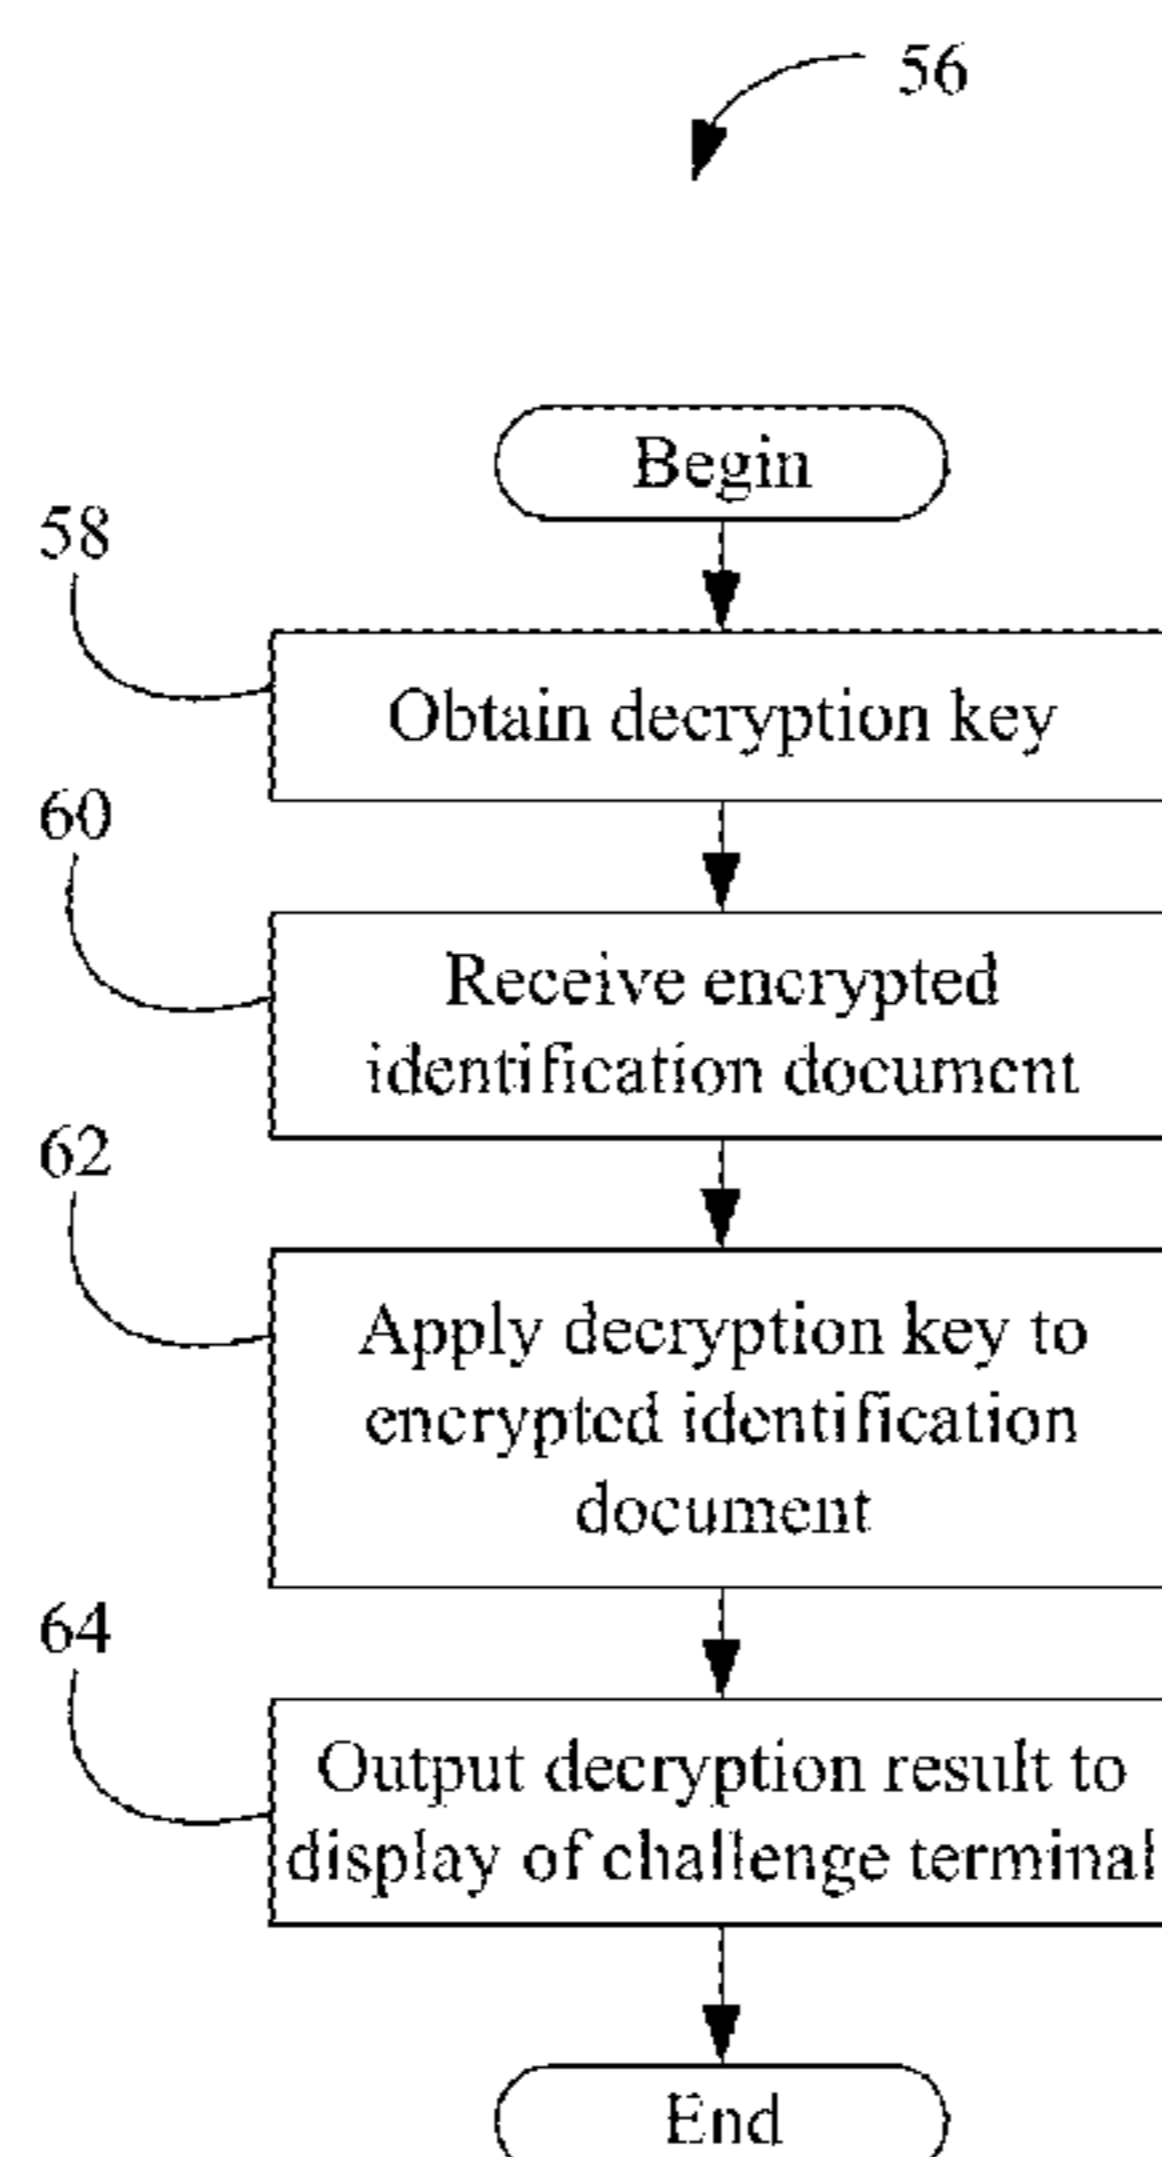 56
Begin
58
Obtain decryption key
60
Receive encrypted
identification document
62
Apply decryption key to
encrypted identification
document
64
Output decryption result to
display of challenge terminal
End